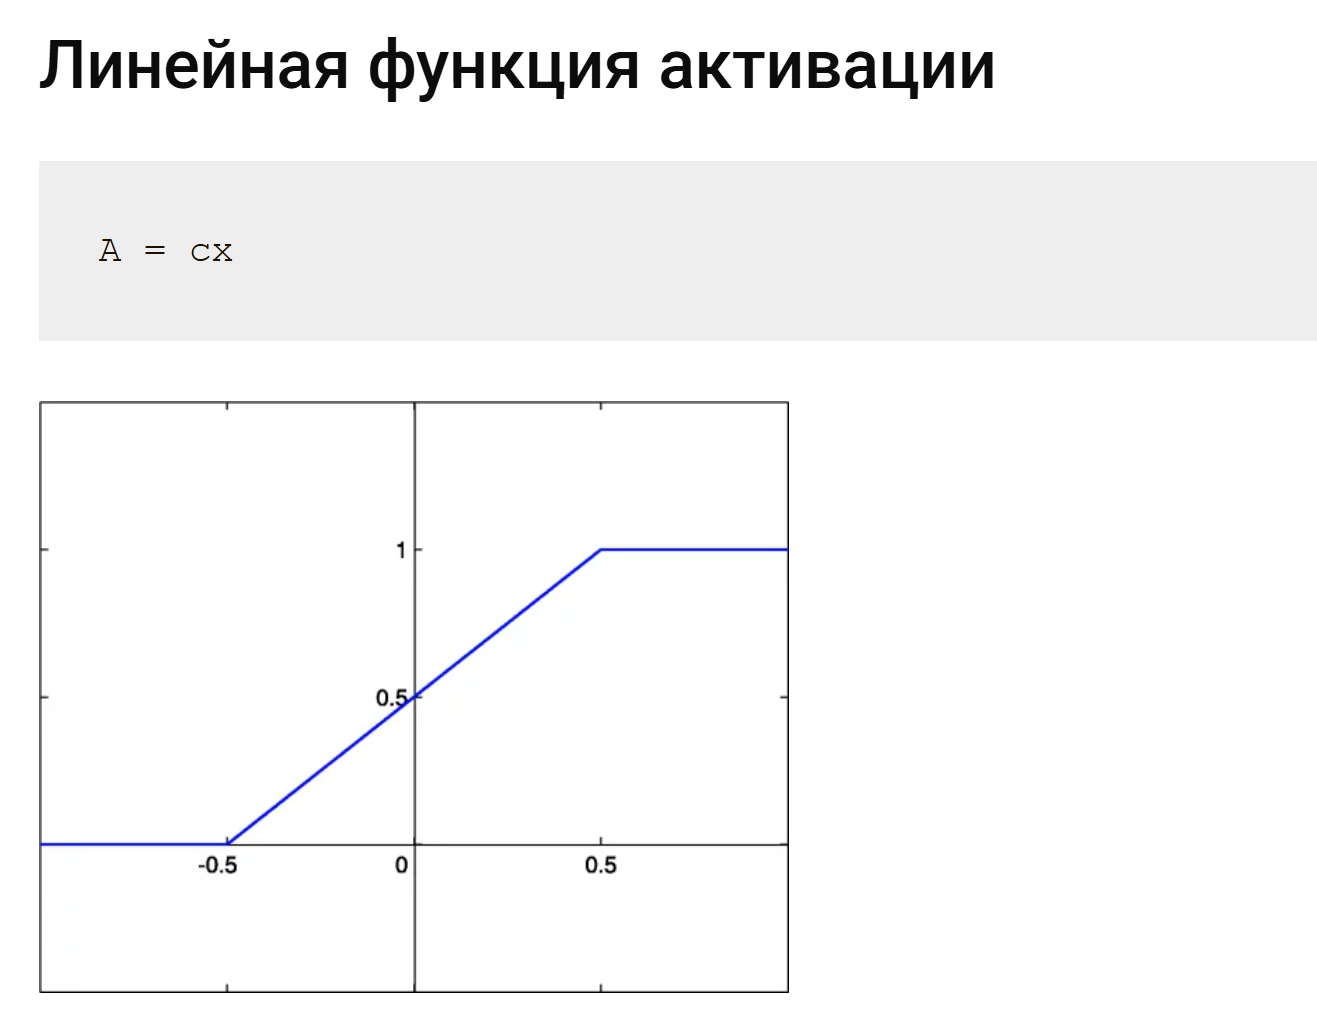 Линейная функция активации
A = cx
1
0.5
-0.5 0 0.5